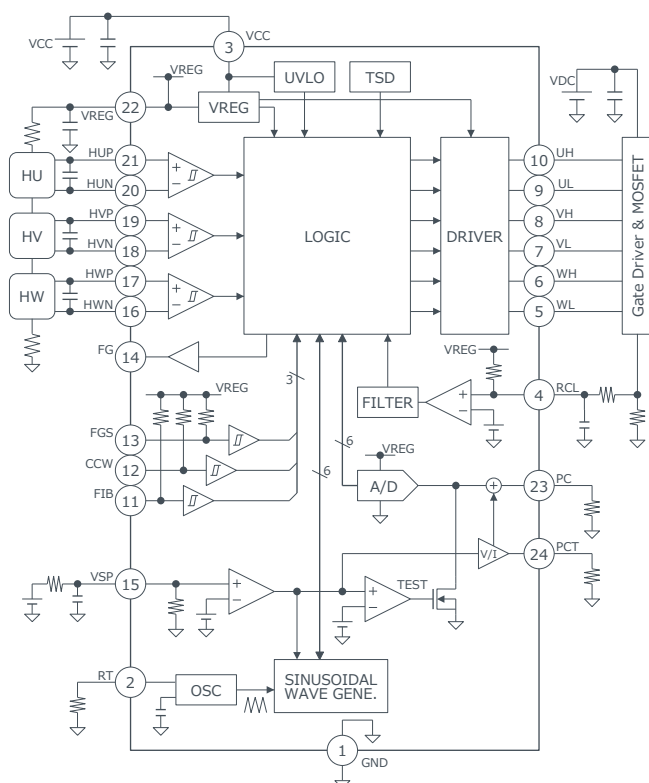 VCC
3
VCC
VREG
UVLO
TSD
VDC
22
VREG
VREG
HU
HUP
21
+
10
UH
HUN
20
−
9
UL
HV
HVP
19
+
LOGIC
DRIVER
8
VH
HVN
18
−
7
VL
HW
HWP
17
+
6
WH
HWN
16
−
5
WL
Gate Driver & MOSFET
FG
14
VREG
3
FILTER
+
−
4
RCL
VREG
FGS
13
CCW
12
FIB
11
6
6
VREG
A/D
+
23
PC
V/I
24
PCT
VSP
15
+
−
+
−
TEST
RT
2
OSC
SINUSOIDAL
WAVE GENE.
1
GND